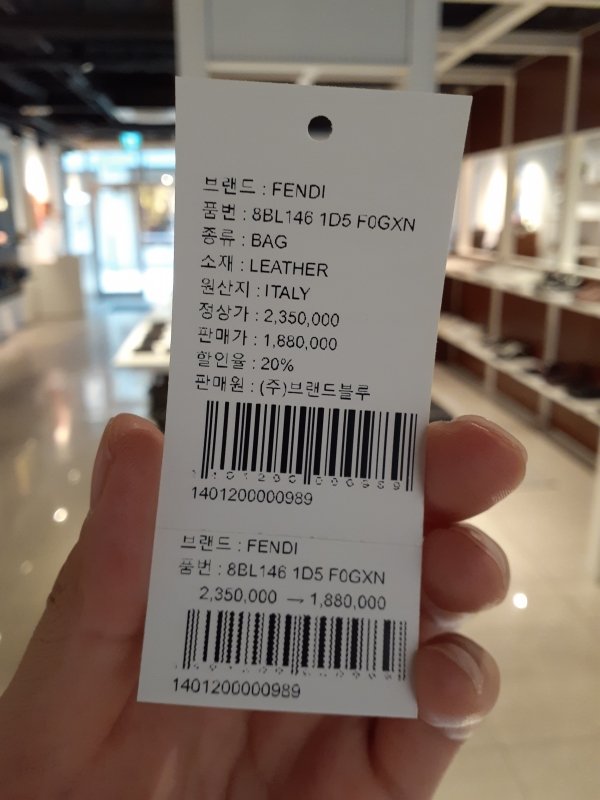 브랜드 : FENDI
품번 : 8BL146 1D5 F0GXN
종류 : BAG
소재 : LEATHER
원산지 : ITALY
정상가 : 2,350,000
판매가 : 1,880,000
할인율 : 20%
판매원 : (주)브랜드블루
1401200000989
브랜드 : FENDI
품번 : 8BL146 1D5 F0GXN
2,350,000 → 1,880,000
1401200000989